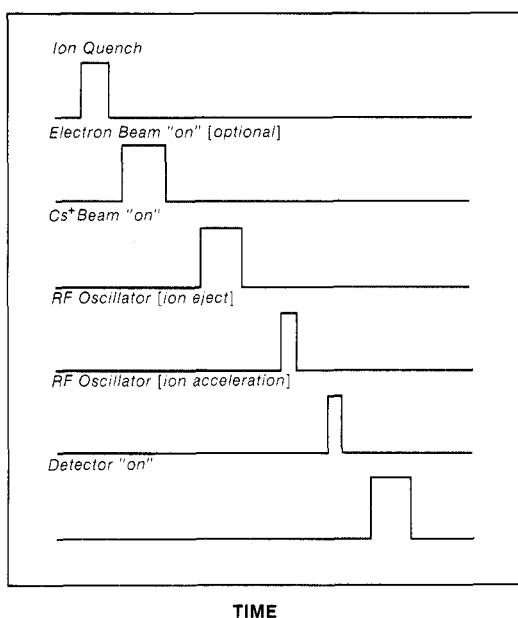 Ion Quench
Electron Beam "on" [optional]
Cs+Beam "on"
RF Oscillator [ion eject]
RF Oscillator [ion acceleration]
Detector "on"
TIME